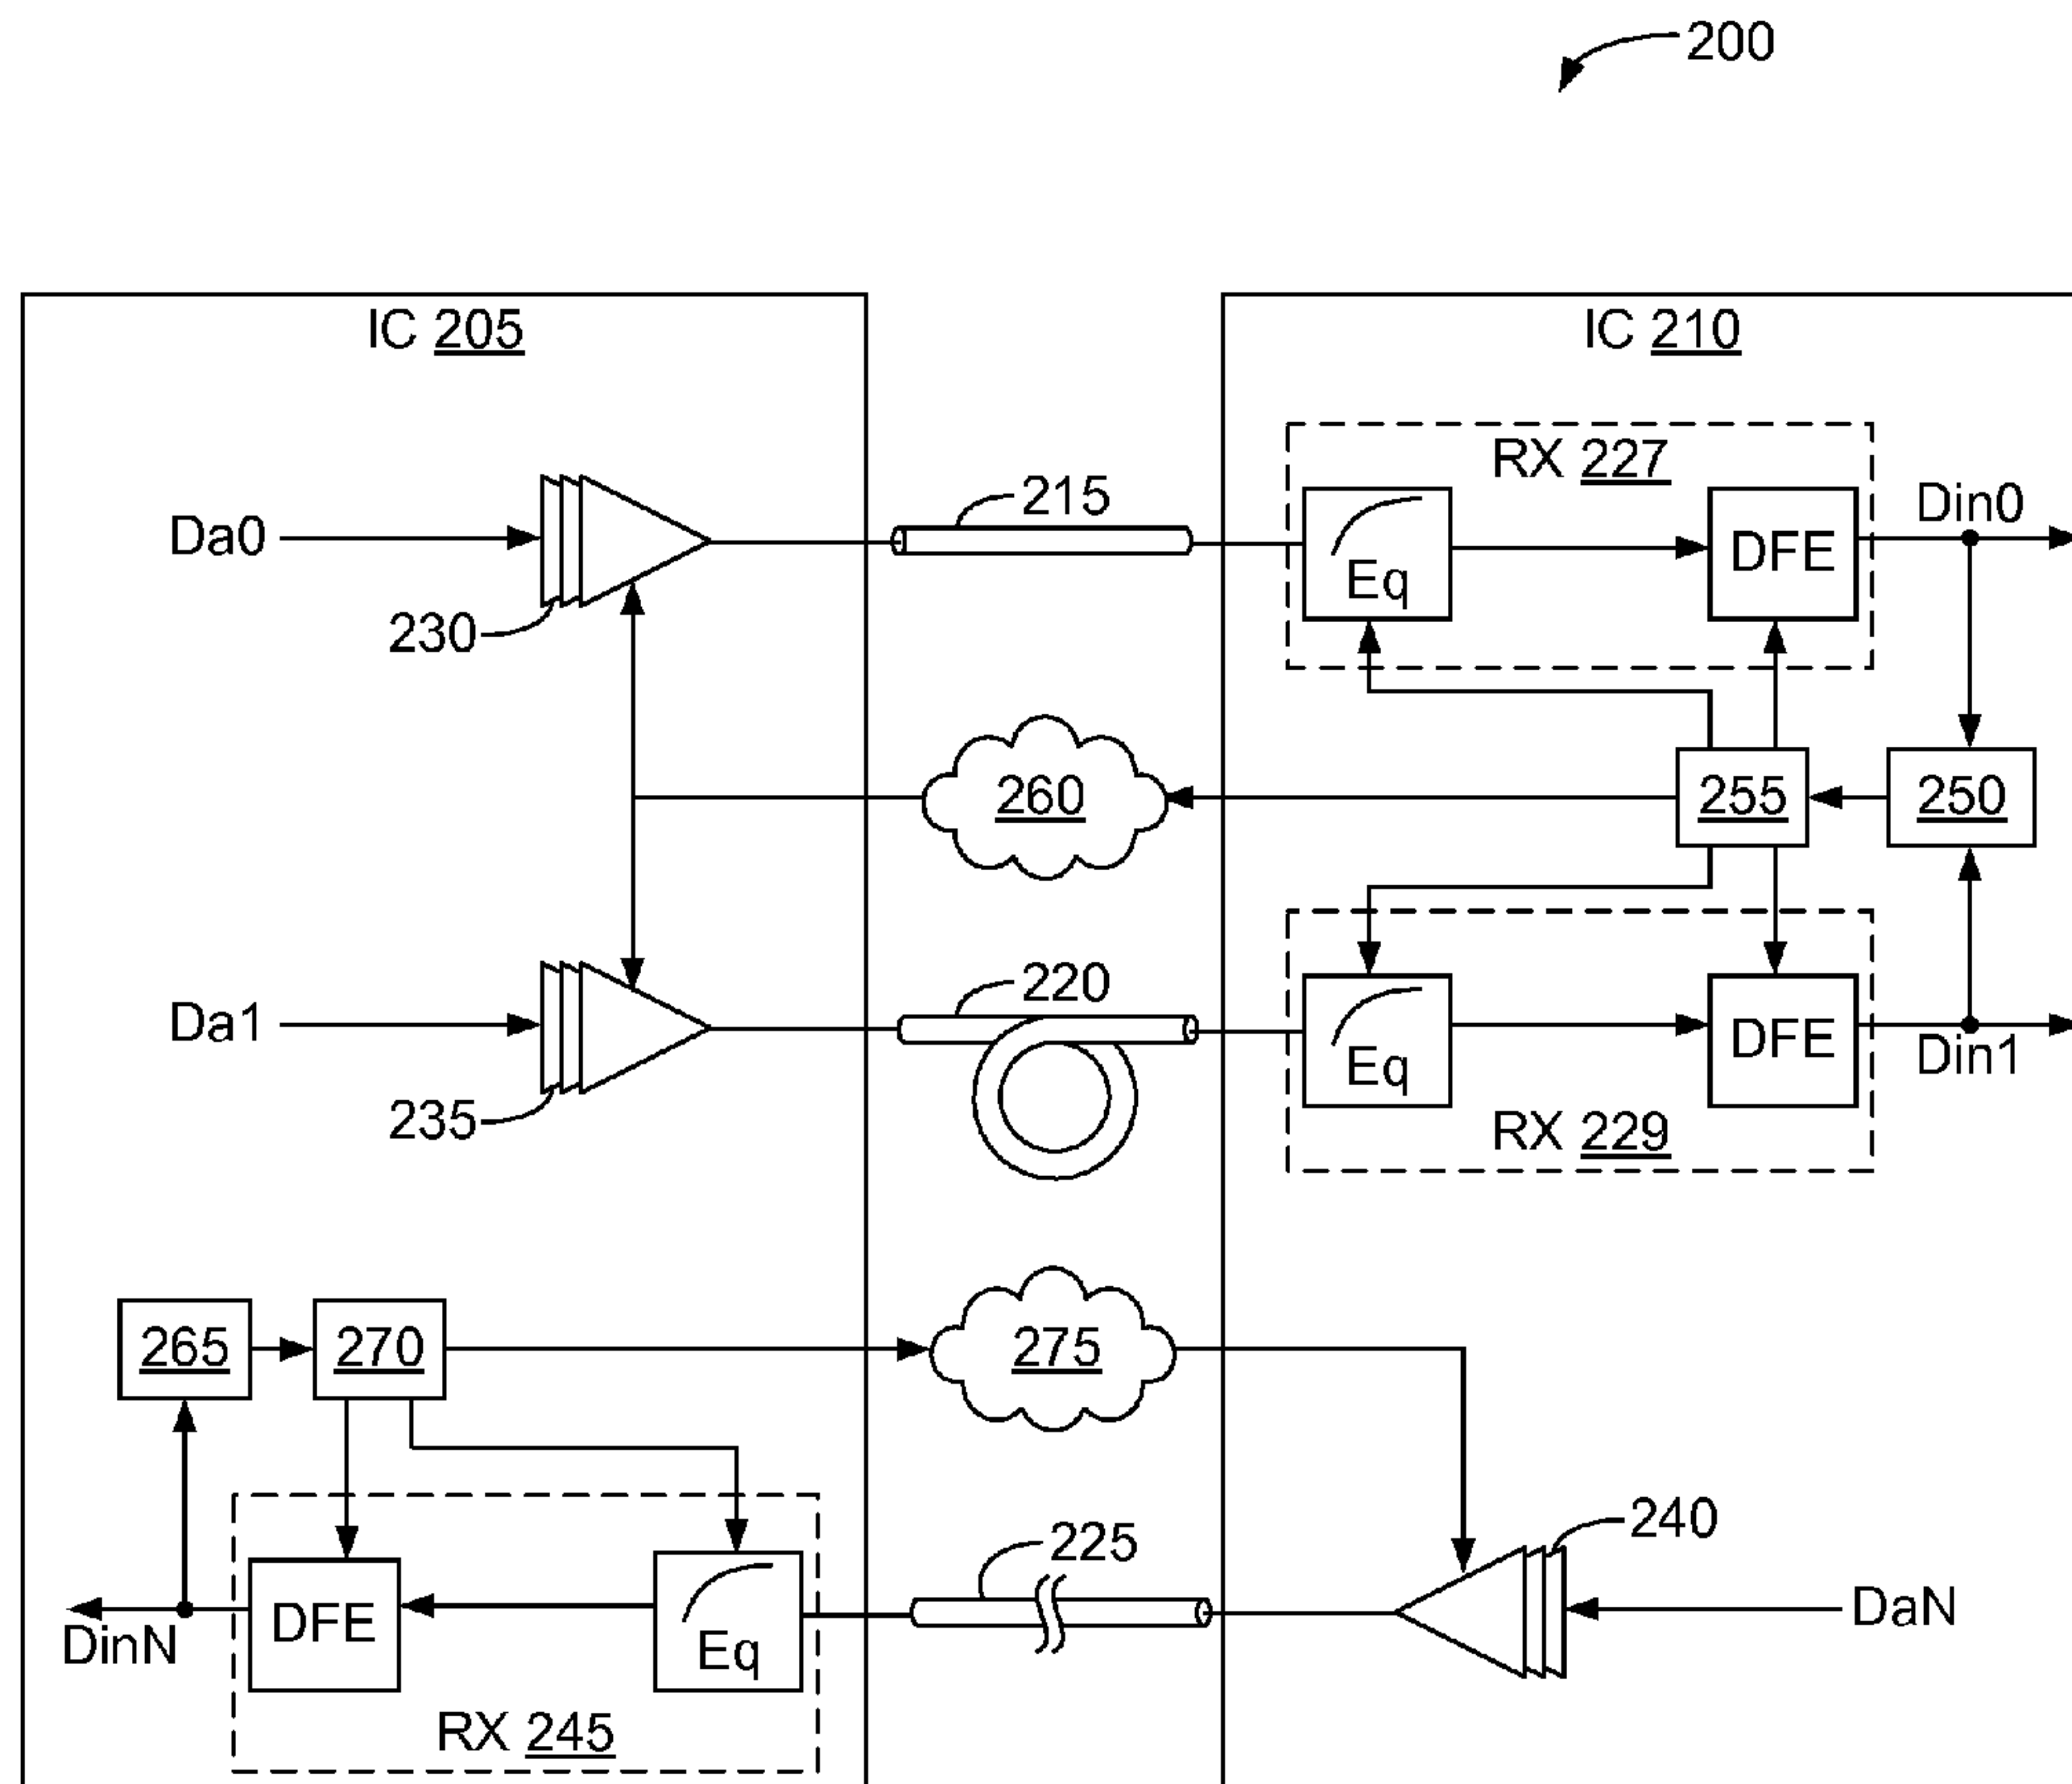 200
IC 205
IC 210
RX 227
215
Din0
Da0
Eq
DFE
230
260
255
250
220
Da1
Eq
DFE
Din1
235
RX 229
265
270
275
240
225
DaN
DinN
DFE
Eq
RX 245